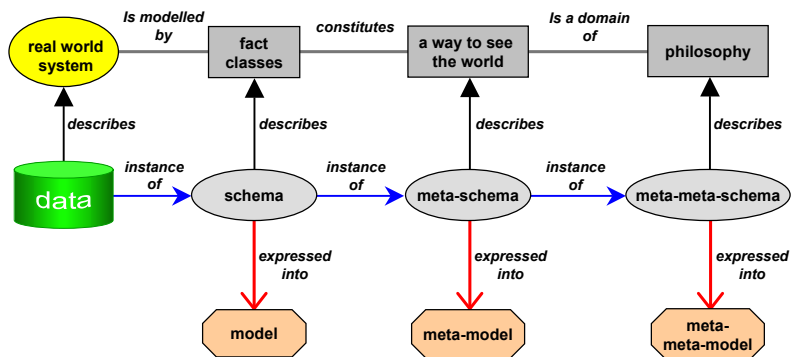 Is modelled
by
constitutes
Is a domain
of
real world
system
fact
classes
a way to see
the world
philosophy
describes
describes
describes
describes
data
instance
of
schema
instance
of
meta-schema
instance
of
meta-meta-schema
expressed
into
expressed
into
expressed
into
model
meta-model
meta-
meta-model